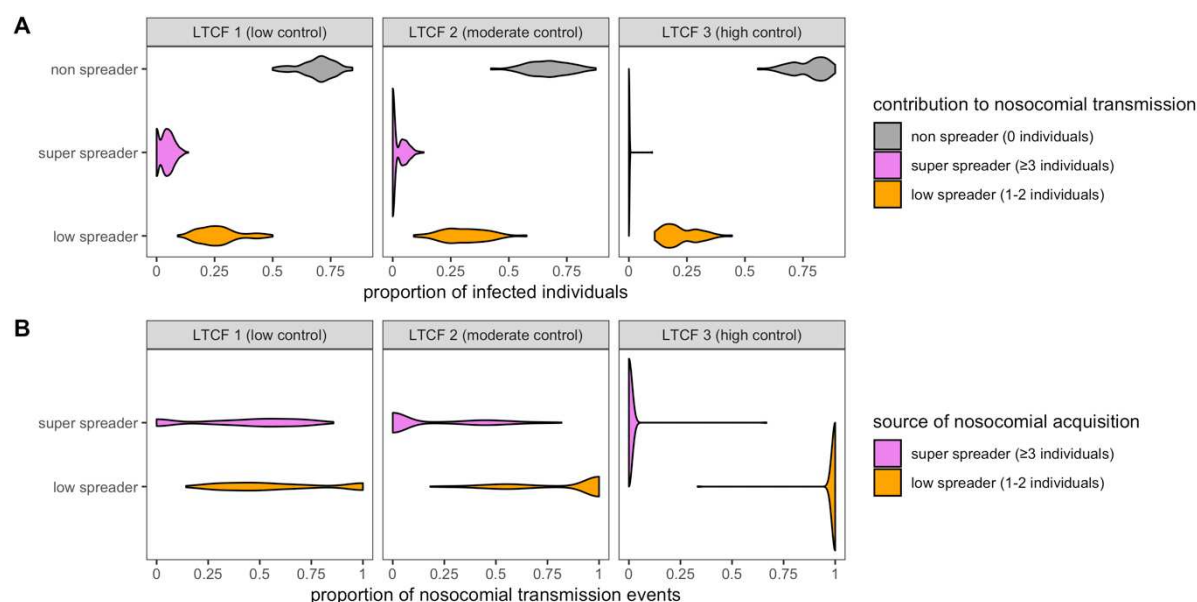 A
LTCF 1 (low control)
LTCF 2 (moderate control)
LTCF 3 (high control)
non spreader
super spreader
low spreader
0 0.25 0.5 0.75
0 0.25 0.5 0.75
0 0.25 0.5 0.75
proportion of infected individuals
contribution to nosocomial transmission
non spreader (0 individuals)
super spreader (≥3 individuals)
low spreader (1-2 individuals)
B
LTCF 1 (low control)
LTCF 2 (moderate control)
LTCF 3 (high control)
super spreader
low spreader
0 0.25 0.5 0.75 1
0 0.25 0.5 0.75 1
0 0.25 0.5 0.75 1
proportion of nosocomial transmission events
source of nosocomial acquisition
super spreader (≥3 individuals)
low spreader (1-2 individuals)